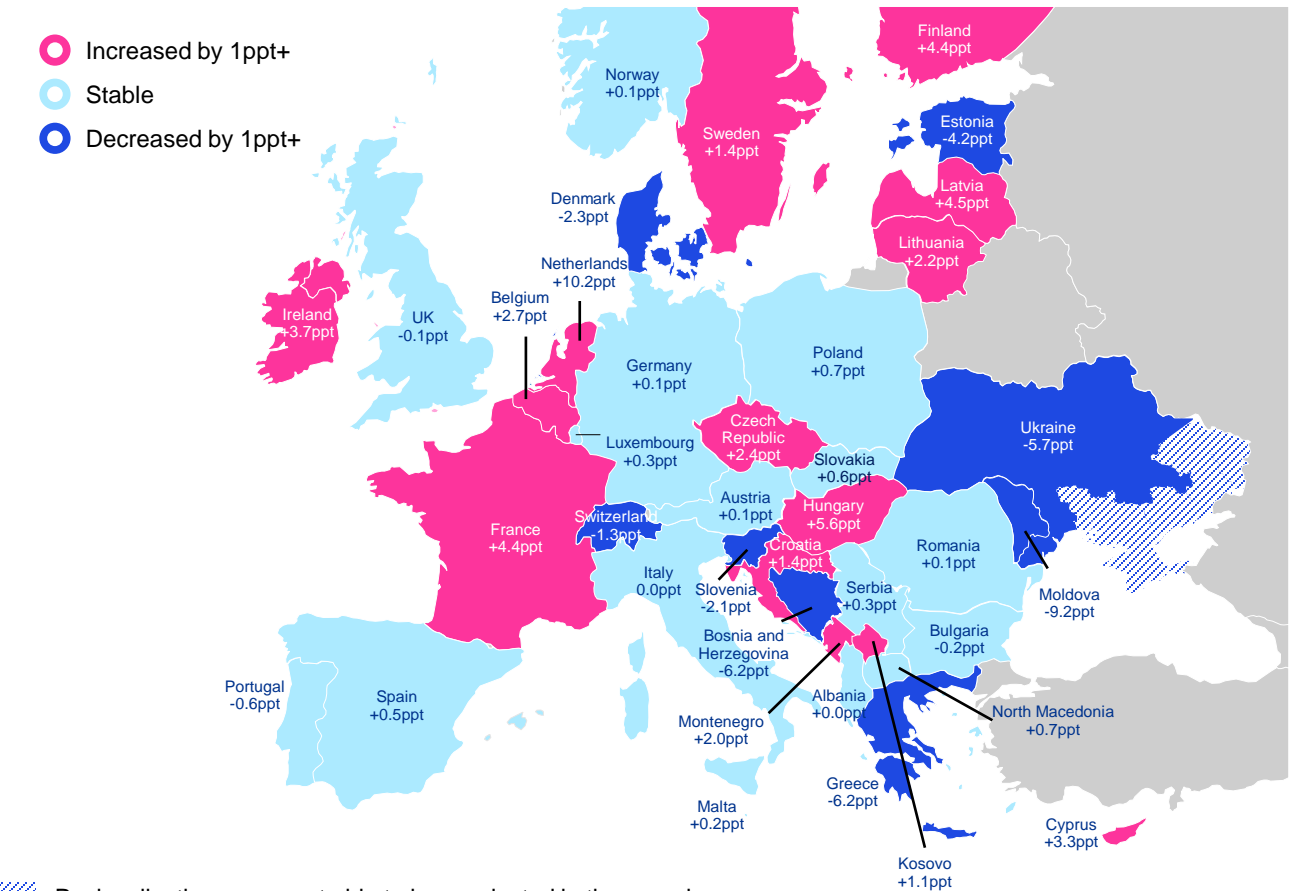 Increased by 1ppt+
Stable
Decreased by 1ppt+
Finland
+4.4ppt
Norway
+0.1ppt
Sweden
+1.4ppt
Estonia
-4.2ppt
Latvia
+4.5ppt
Lithuania
+2.2ppt
Denmark
-2.3ppt
Netherlands
+10.2ppt
Belgium
+2.7ppt
Ireland
+3.7ppt
UK
-0.1ppt
Germany
+0.1ppt
Poland
+0.7ppt
Czech
Republic
+2.4ppt
Luxembourg
+0.3ppt
Slovakia
+0.6ppt
Ukraine
-5.7ppt
Austria
+0.1ppt
Hungary
+5.6ppt
France
+4.4ppt
Switzerland
-1.3ppt
Croatia
+1.4ppt
Romania
+0.1ppt
Italy
0.0ppt
Slovenia
-2.1ppt
Serbia
+0.3ppt
Moldova
-9.2ppt
Bosnia and
Herzegovina
-6.2ppt
Bulgaria
-0.2ppt
Portugal
-0.6ppt
Spain
+0.5ppt
Albania
+0.0ppt
Montenegro
+2.0ppt
North Macedonia
+0.7ppt
Greece
-6.2ppt
Malta
+0.2ppt
Cyprus
+3.3ppt
Kosovo
+1.1ppt